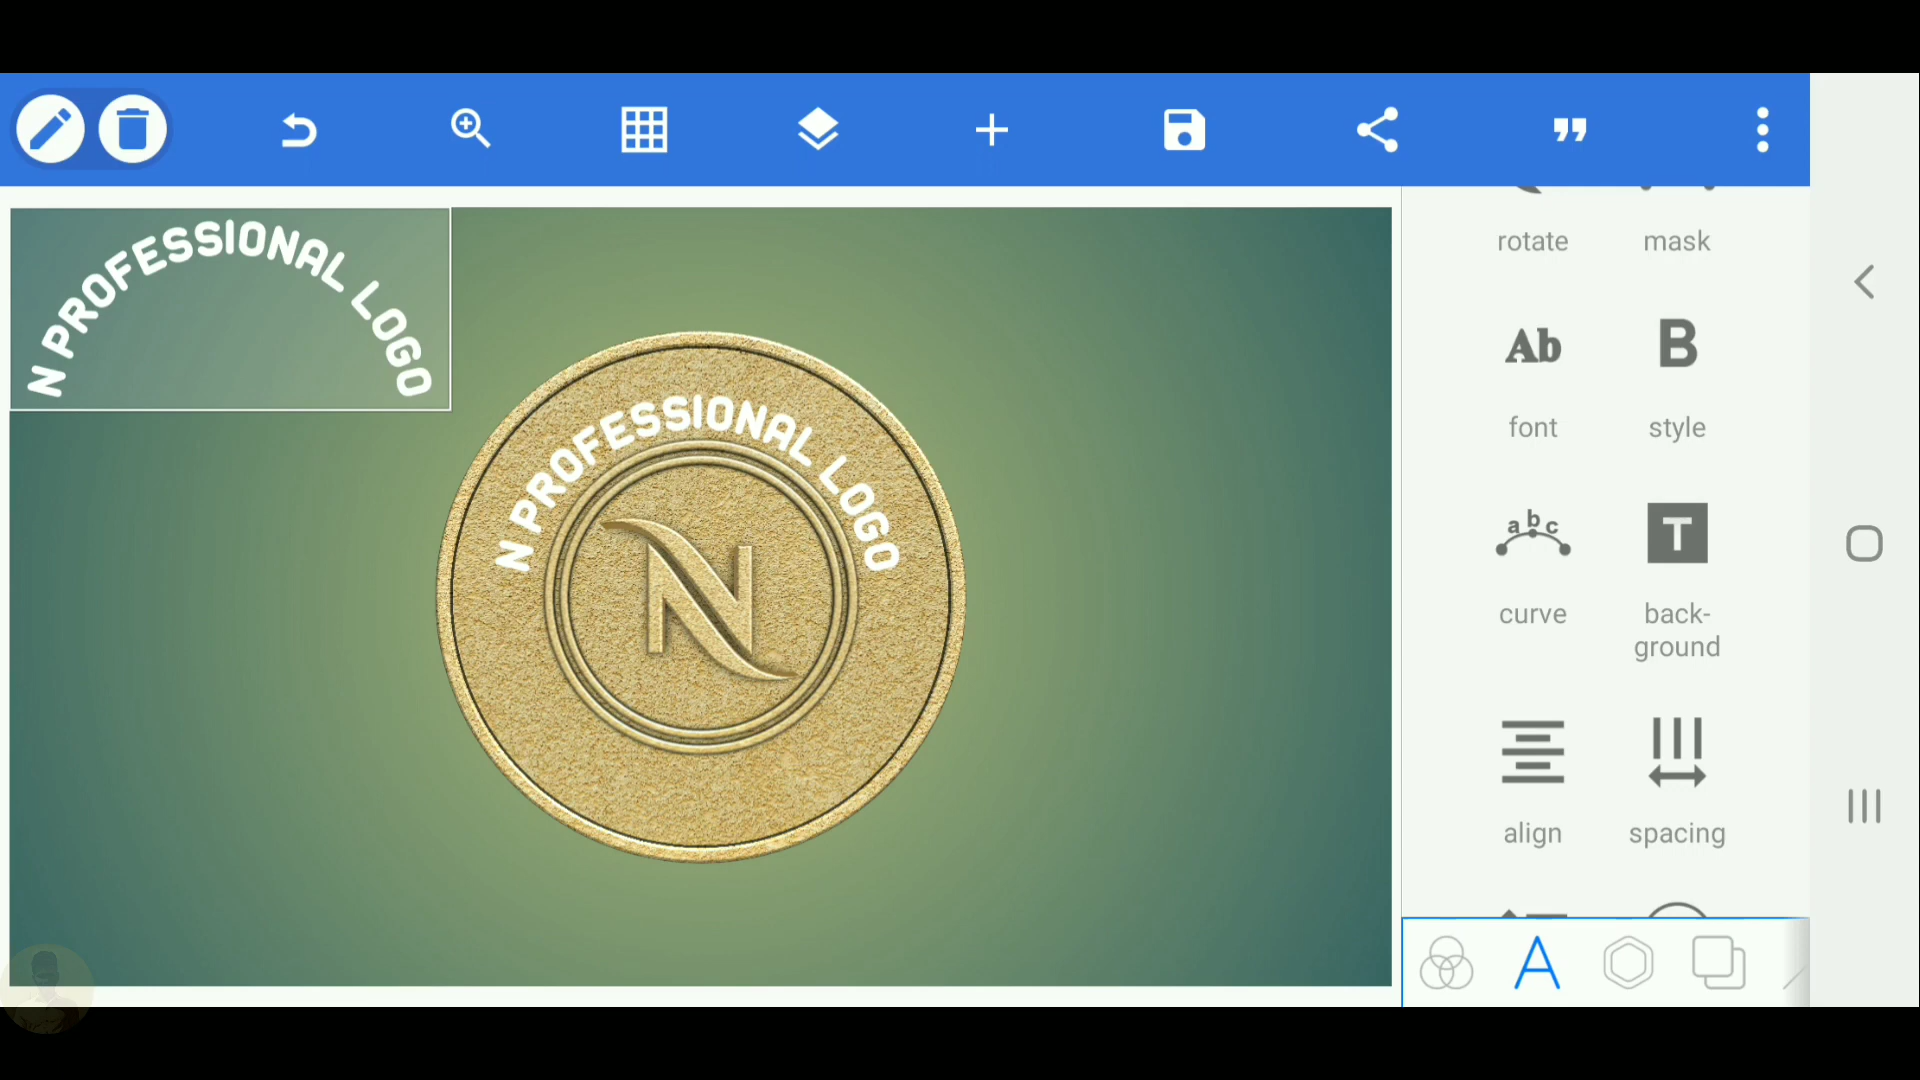 N PROFESSIONAL LOGO
N PROFESSIONAL LOGO
N
rotate
mask
Ab
B
font
style
abc
T
curve
back-
ground
align
spacing
A